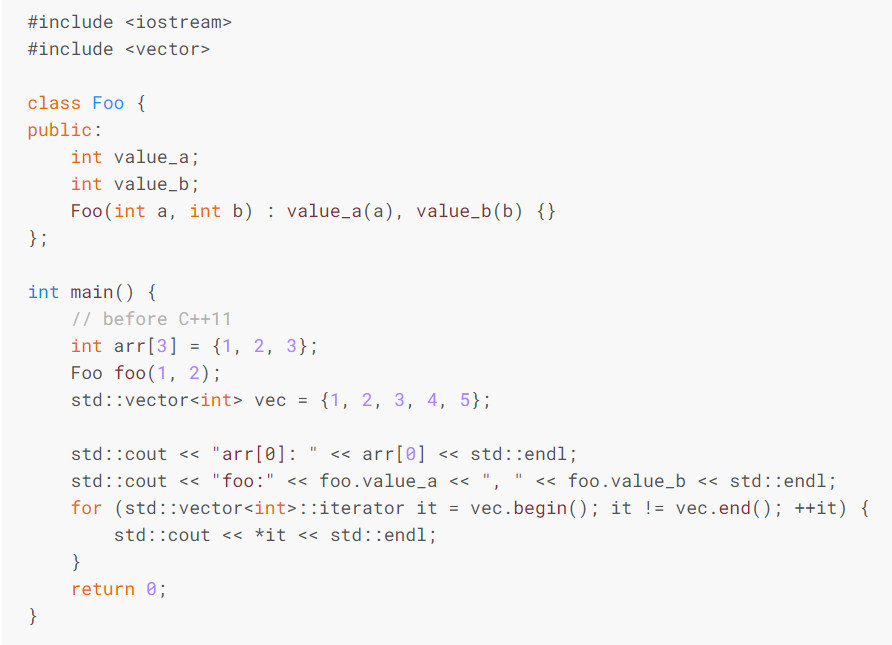 #include <iostream>
#include <vector>

class Foo {
public:
    int value_a;
    int value_b;
    Foo(int a, int b) : value_a(a), value_b(b) {}
};

int main() {
    // before C++11
    int arr[3] = {1, 2, 3};
    Foo foo(1, 2);
    std::vector<int> vec = {1, 2, 3, 4, 5};

    std::cout << "arr[0]: " << arr[0] << std::endl;
    std::cout << "foo:" << foo.value_a << ", " << foo.value_b << std::endl;
    for (std::vector<int>::iterator it = vec.begin(); it != vec.end(); ++it) {
        std::cout << *it << std::endl;
    }
    return 0;
}